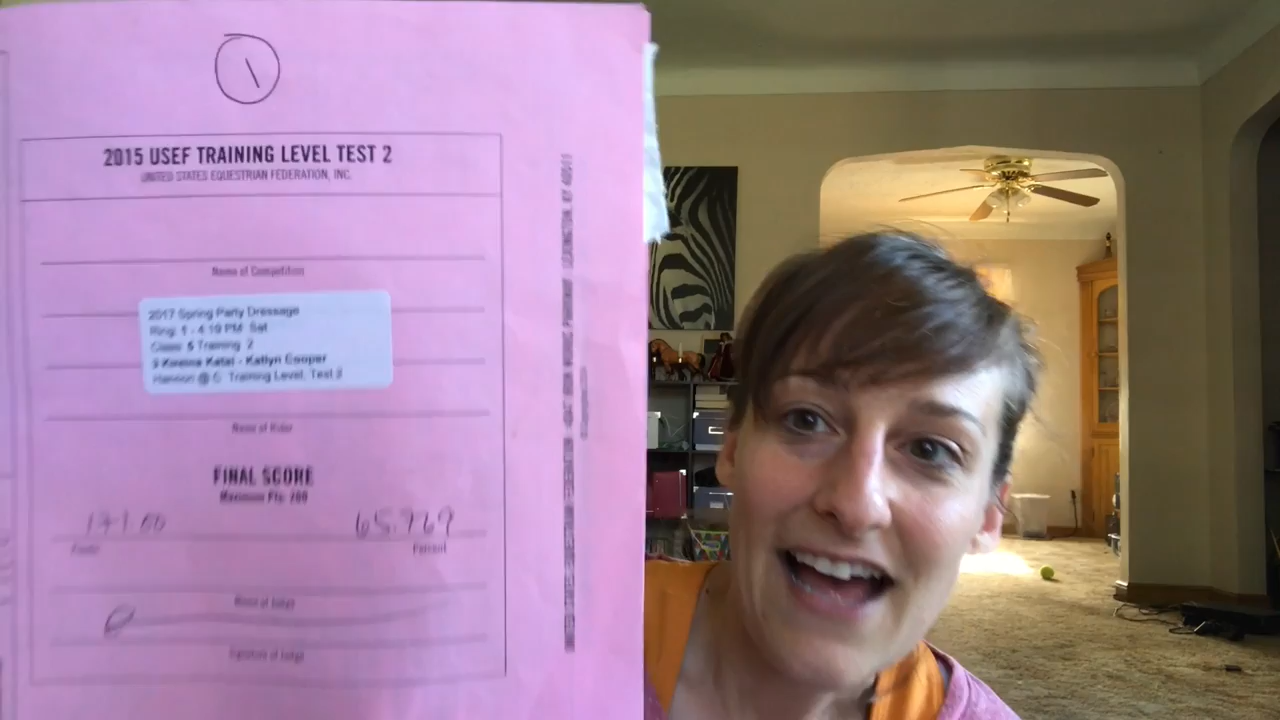 1
2015 USEF TRAINING LEVEL TEST 2
UNITED STATES EQUESTRIAN FEDERATION, INC.
Name of Competition
2017 Spring Party Dressage
Ring: 1 - 4:19 PM Sat
Class: 5 Training 2
Katlyn Cooper
@ C Training Level, Test 2
Name of Rider
FINAL SCORE
Maximum Pts: 260
171.00 65.769
Points Percent
Name of Judge
Signature of Judge